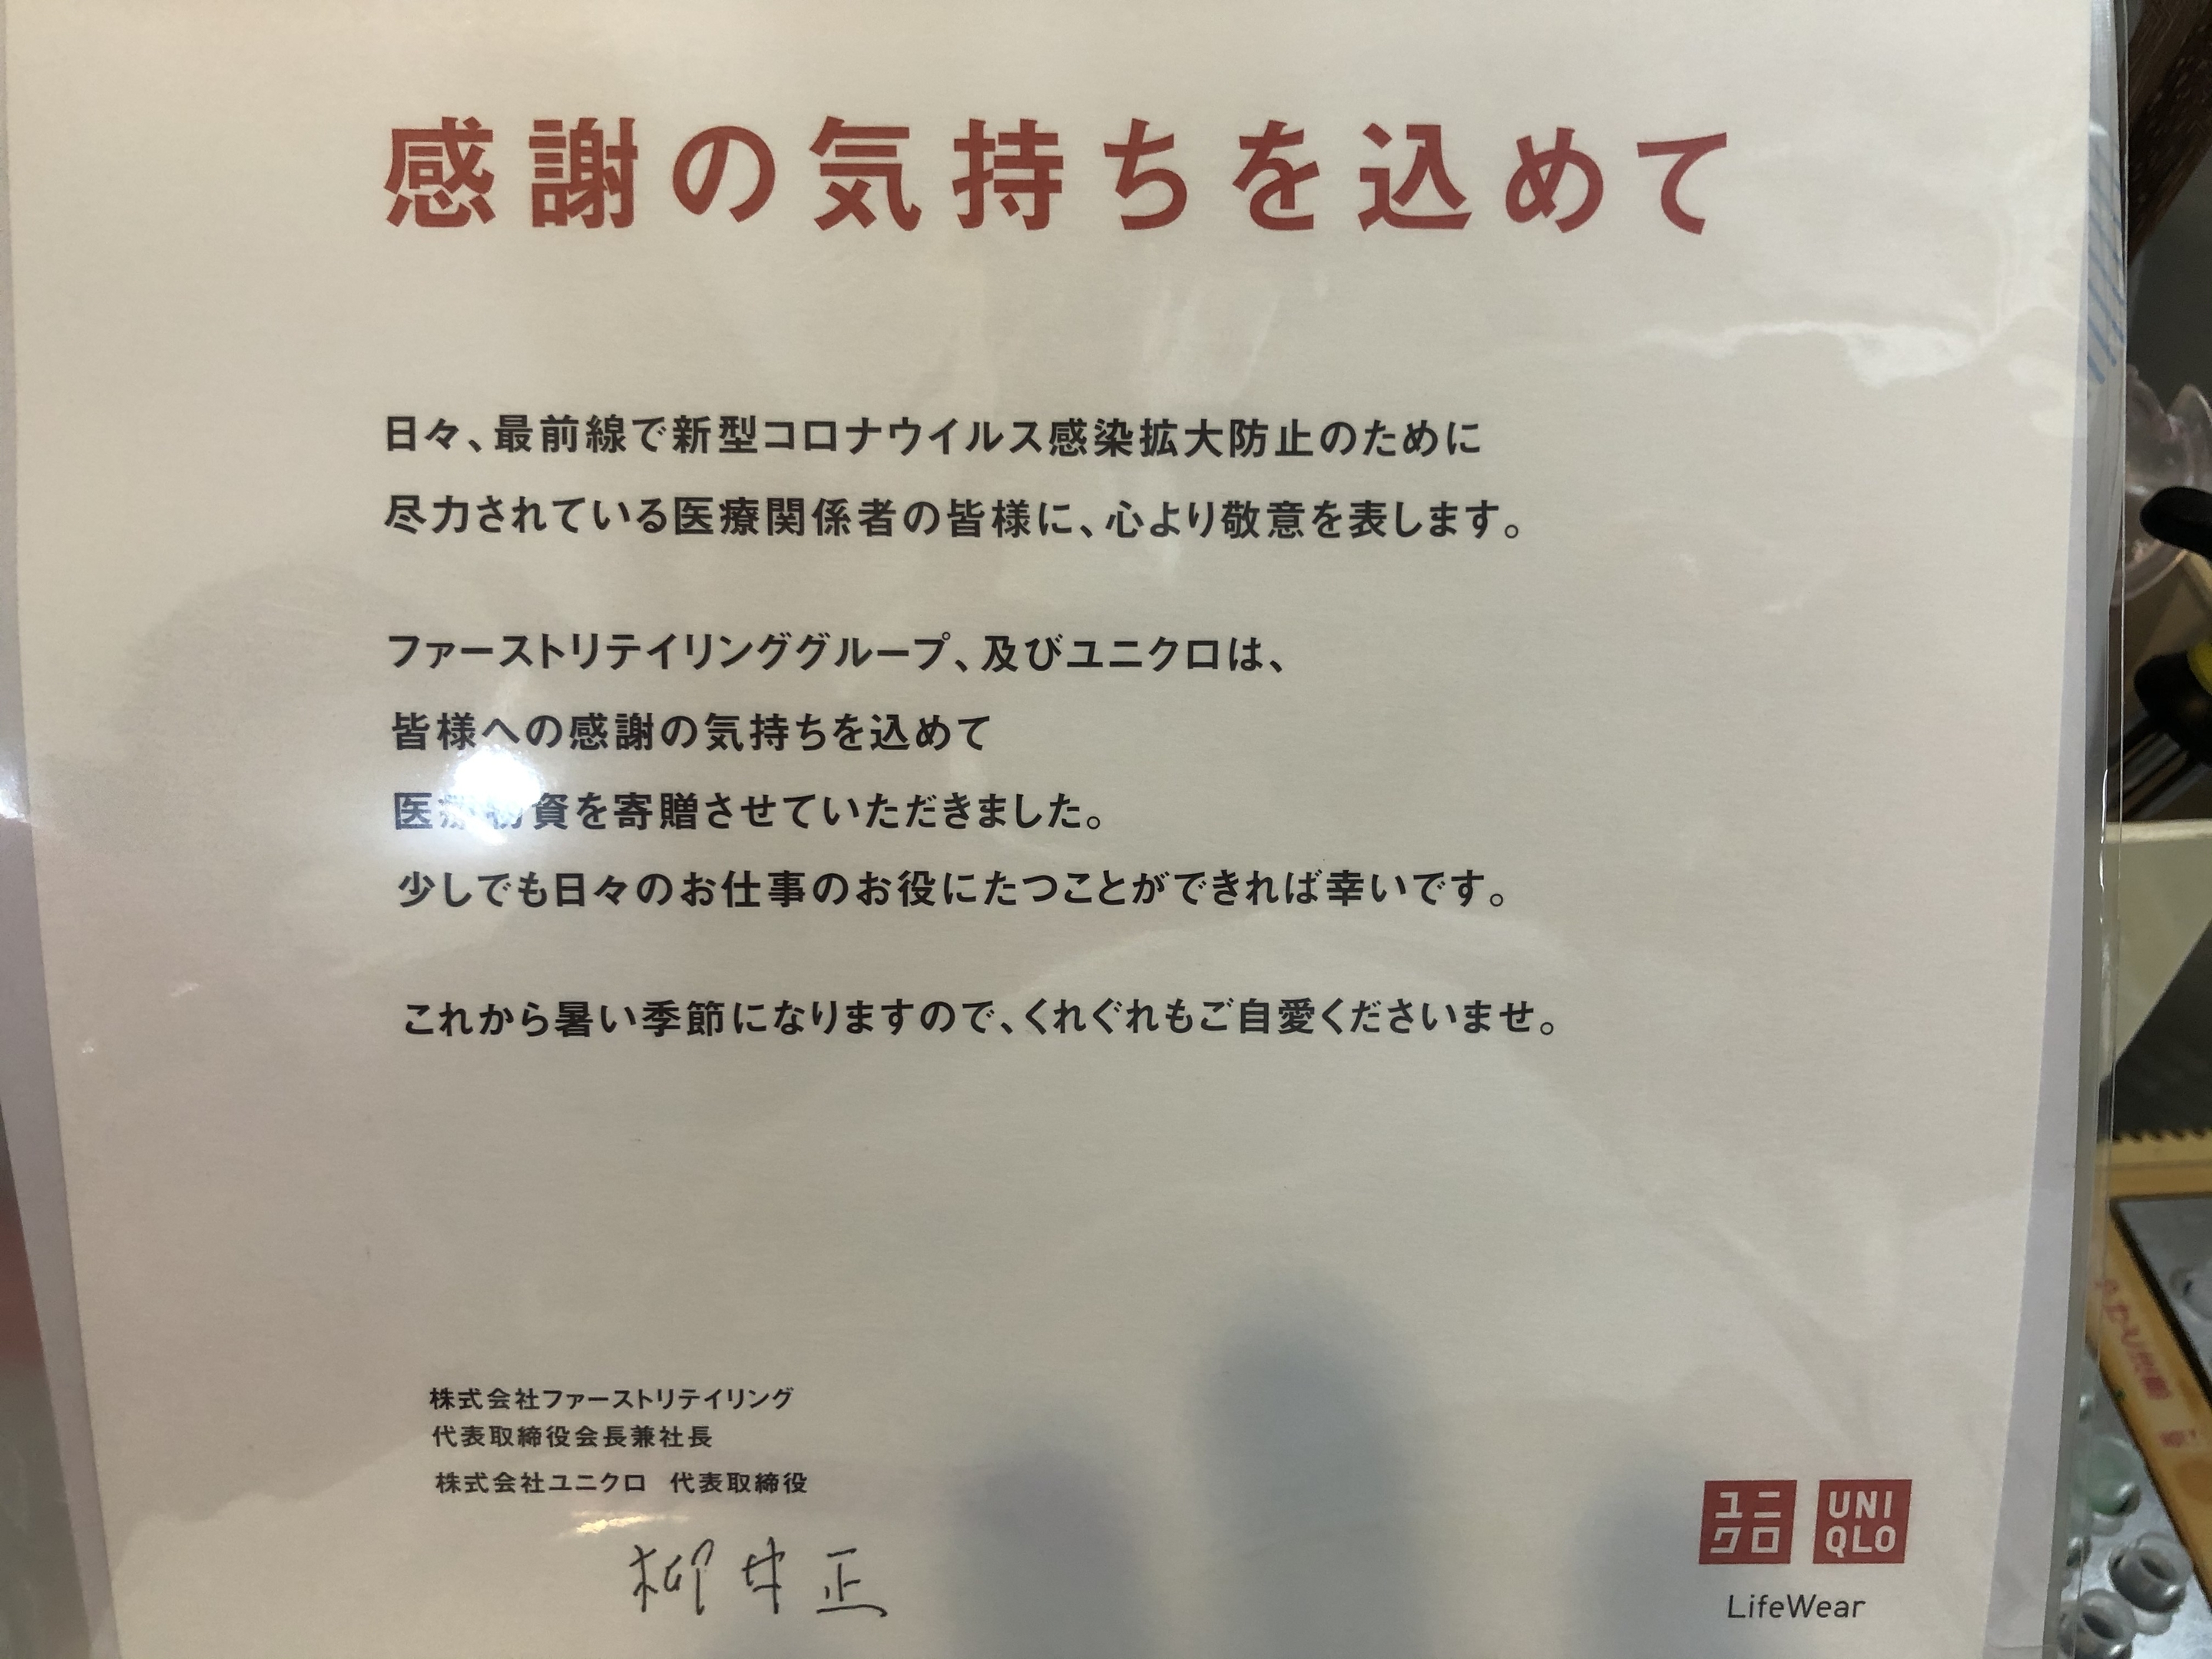 感謝の気持ちを込めて
日々、最前線で新型コロナウイルス感染拡大防止のために
尽力されている医療関係者の皆様に、心より敬意を表します。
ファーストリテイリンググループ、及びユニクロは、
皆様への感謝の気持ちを込めて
医療物資を寄贈させていただきました。
少しでも日々のお仕事のお役にたつことができれば幸いです。
これから暑い季節になりますので、くれぐれもご自愛くださいませ。
株式会社ファーストリテイリング
代表取締役会長兼社長
株式会社ユニクロ 代表取締役
柳井正
ユニ
クロ
UNI
QLO
LifeWear